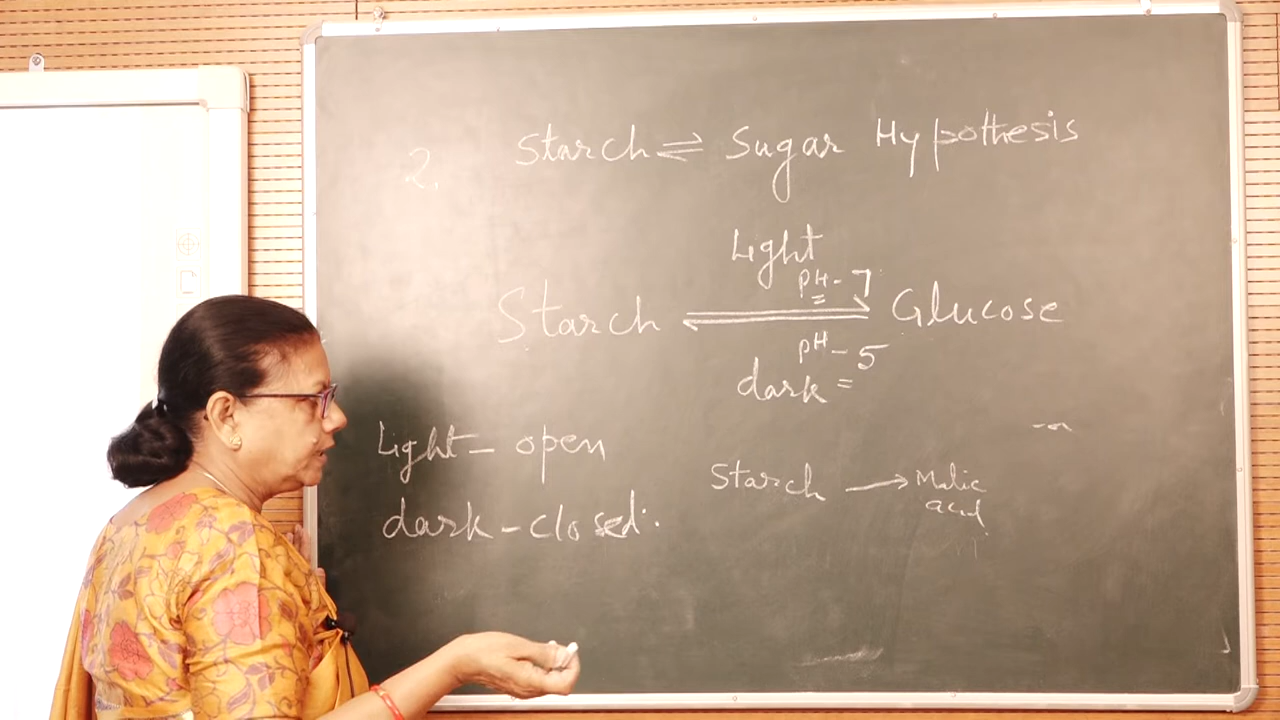 2. Starch ⇌ Sugar Hypothesis
Light
pH - 7
Starch ⇌ Glucose
pH - 5
dark =
Light - open
dark - closed.
Starch → Malic
acid